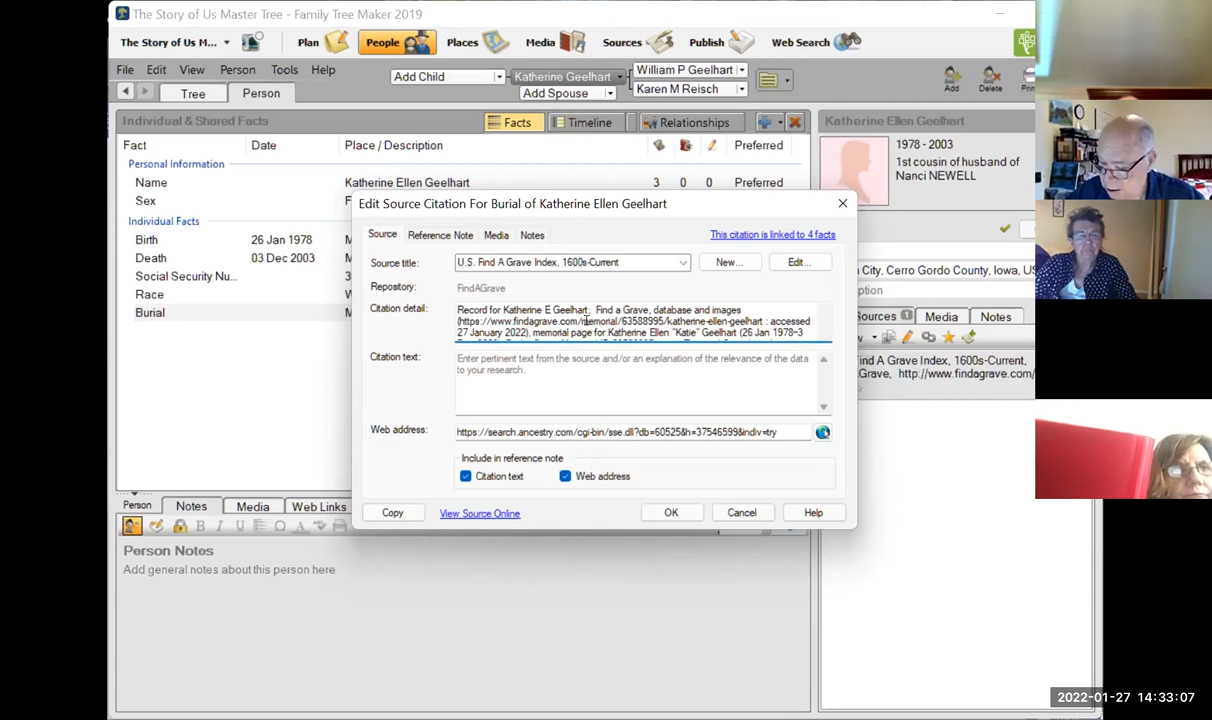 The Story of Us Master Tree - Family Tree Maker 2019
The Story of Us M... Plan People Places Media Sources Publish Web Search
File Edit View Person Tools Help
Add Child Katherine Geelhart William P Geelhart
Add Spouse Karen M Reisch
Add Delete
Tree Person
Individual & Shared Facts Facts Timeline Relationships
Fact Date Place / Description Preferred
Personal Information
Name Katherine Ellen Geelhart 3 0 0 Preferred
Sex F
Individual Facts
Birth 26 Jan 1978 M
Death 03 Dec 2003 M
Social Security Nu...
Race W
Burial M
Katherine Ellen Geelhart
1978 - 2003
1st cousin of husband of
Nanci NEWELL
City, Cerro Gordo County, Iowa, US
ources 1 Media Notes
ind A Grave Index, 1600s-Current,
Grave, http://www.findagrave.com/
Edit Source Citation For Burial of Katherine Ellen Geelhart
Source Reference Note Media Notes This citation is linked to 4 facts
Source title: U.S. Find A Grave Index, 1600s-Current New... Edit...
Repository: FindAGrave
Citation detail: Record for Katherine E Geelhart; Find a Grave, database and images
(https://www.findagrave.com/memorial/63588995/katherine-ellen-geelhart : accessed
27 January 2022), memorial page for Katherine Ellen "Katie" Geelhart (26 Jan 1978–3
Citation text: Enter pertinent text from the source and/or an explanation of the relevance of the data
to your research.
Web address: https://search.ancestry.com/cgi-bin/sse.dll?db=60525&h=37546599&indiv=try
Include in reference note
Citation text Web address
Copy View Source Online OK Cancel Help
Person Notes Media Web Links
B I U
Person Notes
Add general notes about this person here
2022-01-27 14:33:07